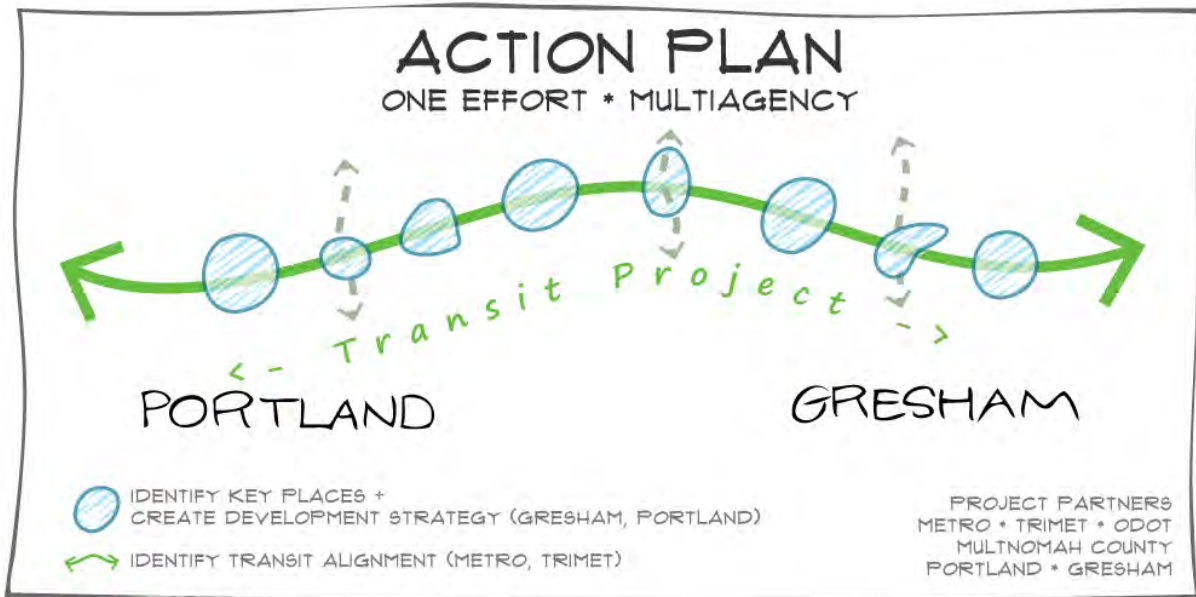 ACTION PLAN
ONE EFFORT * MULTIAGENCY
<- Transit Project ->
PORTLAND
GRESHAM
IDENTIFY KEY PLACES +
CREATE DEVELOPMENT STRATEGY (GRESHAM, PORTLAND)
IDENTIFY TRANSIT ALIGNMENT (METRO, TRIMET)
PROJECT PARTNERS
METRO * TRIMET * ODOT
MULTNOMAH COUNTY
PORTLAND * GRESHAM